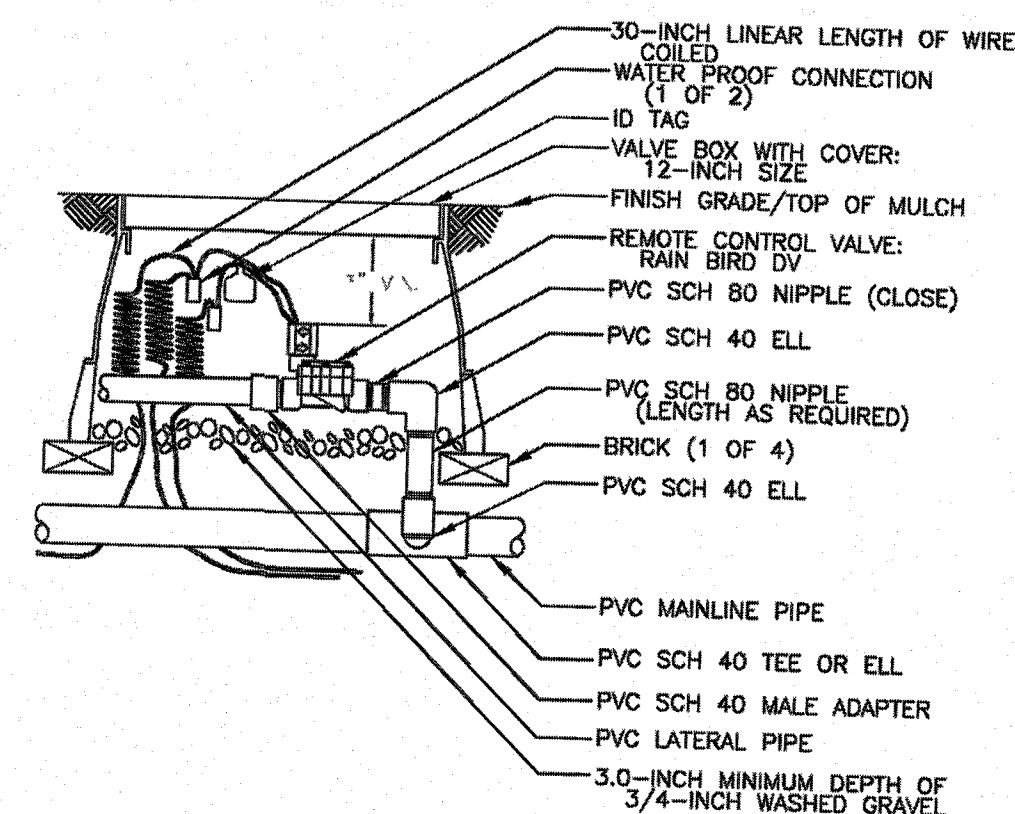 30-INCH LINEAR LENGTH OF WIRE
COILED
WATER PROOF CONNECTION
(1 OF 2)
ID TAG
VALVE BOX WITH COVER:
12-INCH SIZE
FINISH GRADE/TOP OF MULCH
REMOTE CONTROL VALVE:
RAIN BIRD DV
PVC SCH 80 NIPPLE (CLOSE)
PVC SCH 40 ELL
PVC SCH 80 NIPPLE
(LENGTH AS REQUIRED)
BRICK (1 OF 4)
PVC SCH 40 ELL
PVC MAINLINE PIPE
PVC SCH 40 TEE OR ELL
PVC SCH 40 MALE ADAPTER
PVC LATERAL PIPE
3.0-INCH MINIMUM DEPTH OF
3/4-INCH WASHED GRAVEL